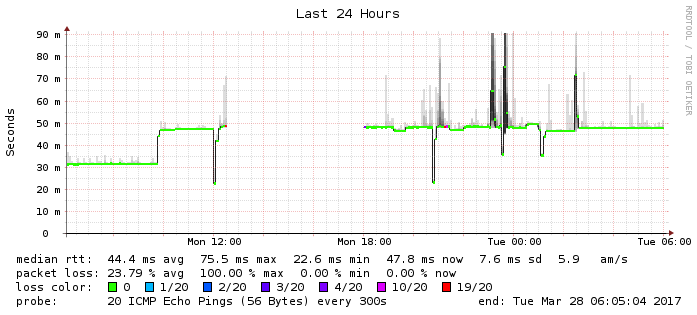 Last 24 Hours
RRDTOOL / TOBI OETIKER
Seconds
90 m
80 m
70 m
60 m
50 m
40 m
30 m
20 m
10 m
0
Mon 12:00 Mon 18:00 Tue 00:00 Tue 06:00
median rtt: 44.4 ms avg 75.5 ms max 22.6 ms min 47.8 ms now 7.6 ms sd 5.9 am/s
packet loss: 23.79 % avg 100.00 % max 0.00 % min 0.00 % now
loss color: 0 1/20 2/20 3/20 4/20 10/20 19/20
probe: 20 ICMP Echo Pings (56 Bytes) every 300s end: Tue Mar 28 06:05:04 2017